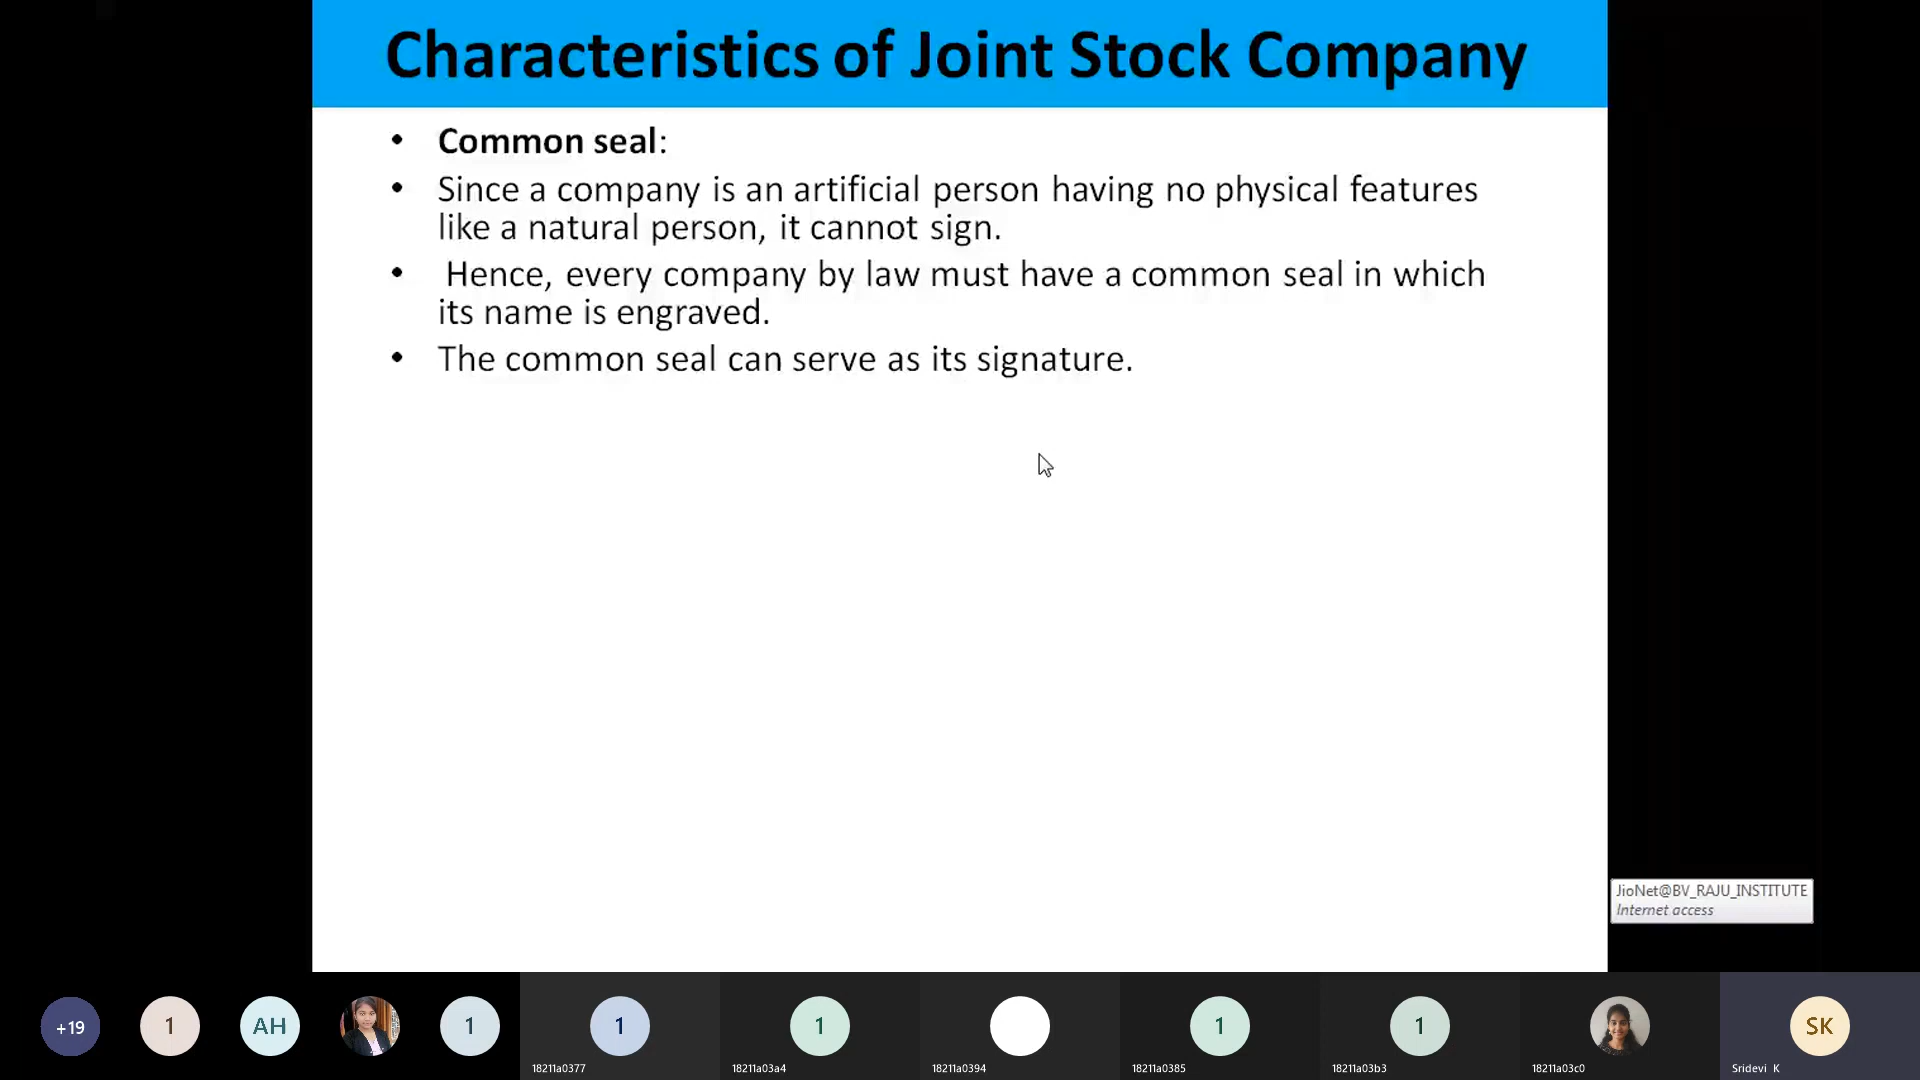 Characteristics of Joint Stock Company
• Common seal:
• Since a company is an artificial person having no physical features
like a natural person, it cannot sign.
• Hence, every company by law must have a common seal in which
its name is engraved.
• The common seal can serve as its signature.
JioNet@BV_RAJU_INSTITUTE
Internet access
+19 1 AH 1 1 1 1 1 SK
18211a0377 18211a03a4 18211a0394 18211a0385 18211a03b3 18211a03c0 Sridevi K